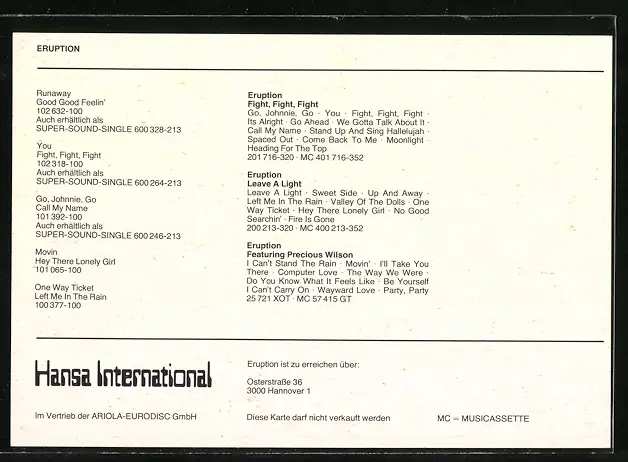 ERUPTION
Runaway
Good Good Feelin'
102 632-100
Auch erhältlich als
SUPER-SOUND-SINGLE 600 328-213
You
Fight, Fight, Fight
102 318-100
Auch erhältlich als
SUPER-SOUND-SINGLE 600 264-213
Go, Johnnie, Go
Call My Name
101 392-100
Auch erhältlich als
SUPER-SOUND-SINGLE 600 246-213
Movin
Hey There Lonely Girl
101 065-100
One Way Ticket
Left Me In The Rain
100 377-100
Eruption
Fight, Fight, Fight
Go, Johnnie, Go · You · Fight, Fight, Fight ·
Its Alright · Go Ahead · We Gotta Talk About It ·
Call My Name · Stand Up And Sing Hallelujah ·
Spaced Out · Come Back To Me · Moonlight ·
Heading For The Top
201 716-320 · MC 401 716-352
Eruption
Leave A Light
Leave A Light · Sweet Side · Up And Away ·
Left Me In The Rain · Valley Of The Dolls · One
Way Ticket · Hey There Lonely Girl · No Good
Searchin' · Fire Is Gone
200 213-320 · MC 400 213-352
Eruption
Featuring Precious Wilson
I Can't Stand The Rain · Movin' · I'll Take You
There · Computer Love · The Way We Were ·
Do You Know What It Feels Like · Be Yourself
I Can't Carry On · Wayward Love · Party, Party
25 721 XOT · MC 57 415 GT
Hansa International
Im Vertrieb der ARIOLA-EURODISC GmbH
Eruption ist zu erreichen über:
Osterstraße 36
3000 Hannover 1
Diese Karte darf nicht verkauft werden
MC = MUSICASSETTE